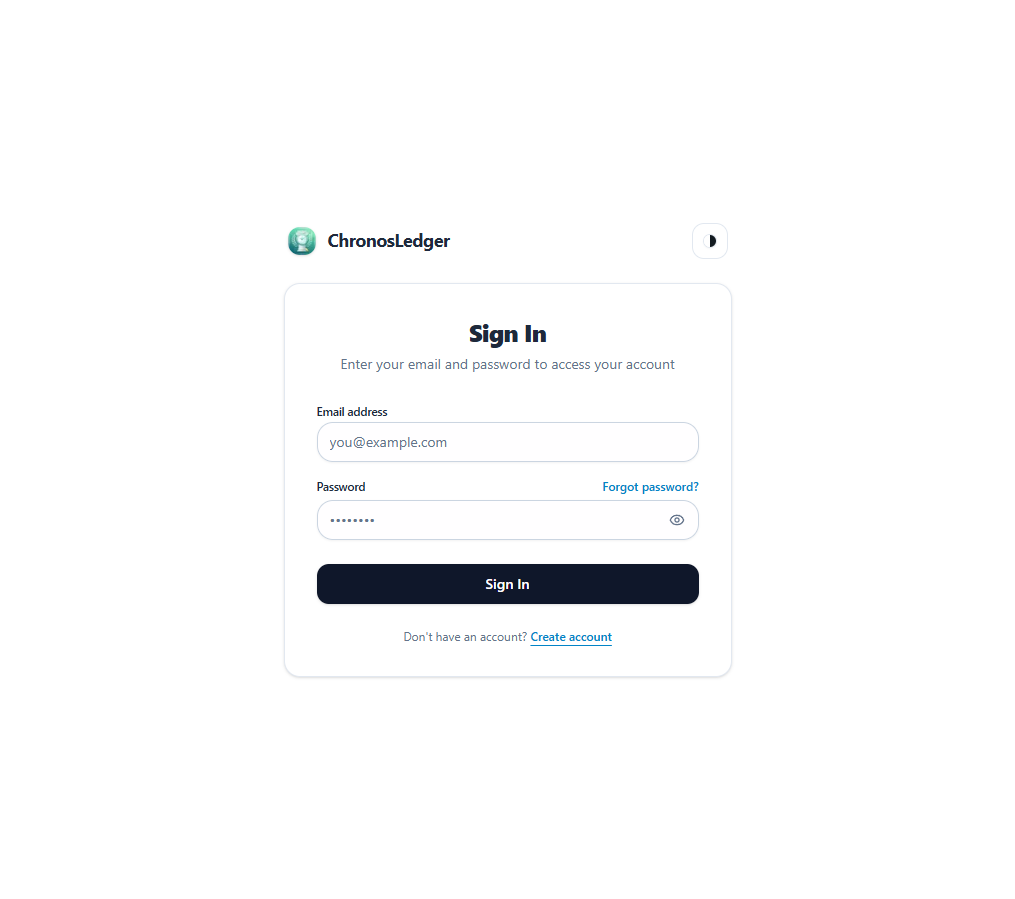 ChronosLedger
Sign In
Enter your email and password to access your account
Email address
you@example.com
Password Forgot password?
••••••••
Sign In
Don't have an account? Create account